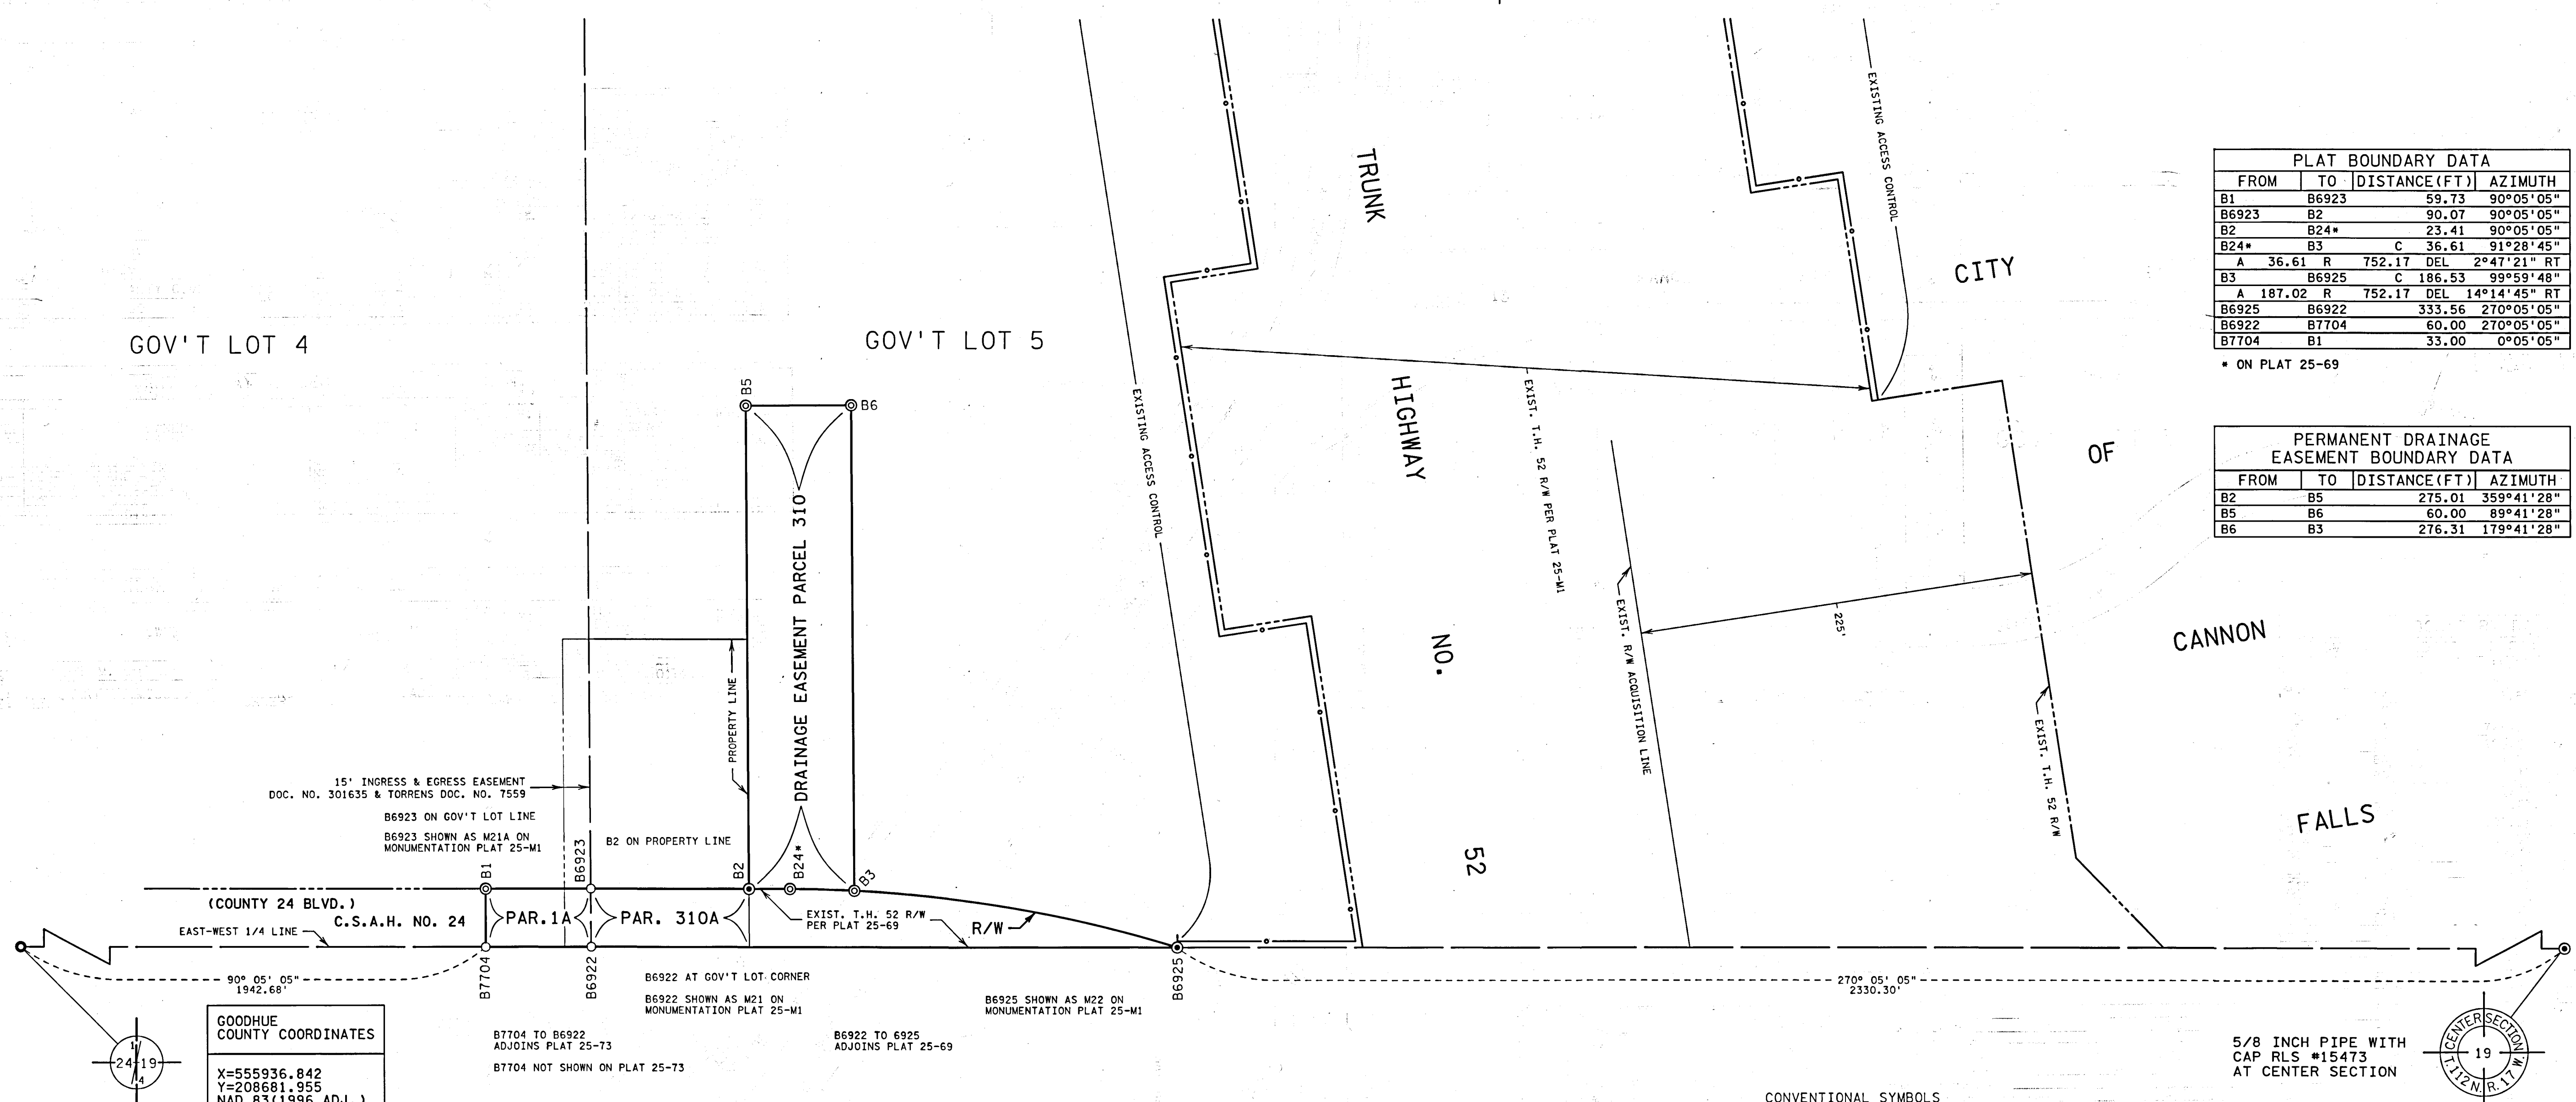 TRUNK
HIGHWAY
NO.
52
EXISTING ACCESS CONTROL
EXISTING ACCESS CONTROL
CITY
OF
CANNON
FALLS
PLAT BOUNDARY DATA
FROM TO DISTANCE(FT) AZIMUTH
B1 B6923 59.73 90°05'05"
B6923 B2 90.07 90°05'05"
B2 B24* 23.41 90°05'05"
B24* B3 C 36.61 91°28'45"
A 36.61 R 752.17 DEL 2°47'21" RT
B3 B6925 C 186.53 99°59'48"
A 187.02 R 752.17 DEL 14°14'45" RT
B6925 B6922 333.56 270°05'05"
B6922 B7704 60.00 270°05'05"
B7704 B1 33.00 0°05'05"
* ON PLAT 25-69
PERMANENT DRAINAGE
EASEMENT BOUNDARY DATA
FROM TO DISTANCE(FT) AZIMUTH
B2 B5 275.01 359°41'28"
B5 B6 60.00 89°41'28"
B6 B3 276.31 179°41'28"
GOV'T LOT 4
GOV'T LOT 5
B5
B6
DRAINAGE EASEMENT PARCEL 310
PROPERTY LINE
EXIST. T.H. 52 R/W PER PLAT 25-M1
EXIST. R/W ACQUISITION LINE
225'
EXIST. T.H. 52 R/W
15' INGRESS & EGRESS EASEMENT
DOC. NO. 301635 & TORRENS DOC. NO. 7559
B6923 ON GOV'T LOT LINE
B6923 SHOWN AS M21A ON
MONUMENTATION PLAT 25-M1
B2 ON PROPERTY LINE
B1
B6923
B2
B24*
B3
(COUNTY 24 BLVD.)
C.S.A.H. NO. 24
EAST-WEST 1/4 LINE
PAR.1A
PAR. 310A
EXIST. T.H. 52 R/W
PER PLAT 25-69
R/W
B7704
B6922
B6925
90° 05' 05"
1942.68'
270° 05' 05"
2330.30'
B6922 AT GOV'T LOT CORNER
B6922 SHOWN AS M21 ON
MONUMENTATION PLAT 25-M1
B6925 SHOWN AS M22 ON
MONUMENTATION PLAT 25-M1
B7704 TO B6922
ADJOINS PLAT 25-73
B7704 NOT SHOWN ON PLAT 25-73
B6922 TO 6925
ADJOINS PLAT 25-69
GOODHUE
COUNTY COORDINATES
X=555936.842
Y=208681.955
NAD 83(1996 ADJ.)
1/4
24 19
5/8 INCH PIPE WITH
CAP RLS #15473
AT CENTER SECTION
CENTER SECTION
19
T.112 N. R.17 W.
CONVENTIONAL SYMBOLS